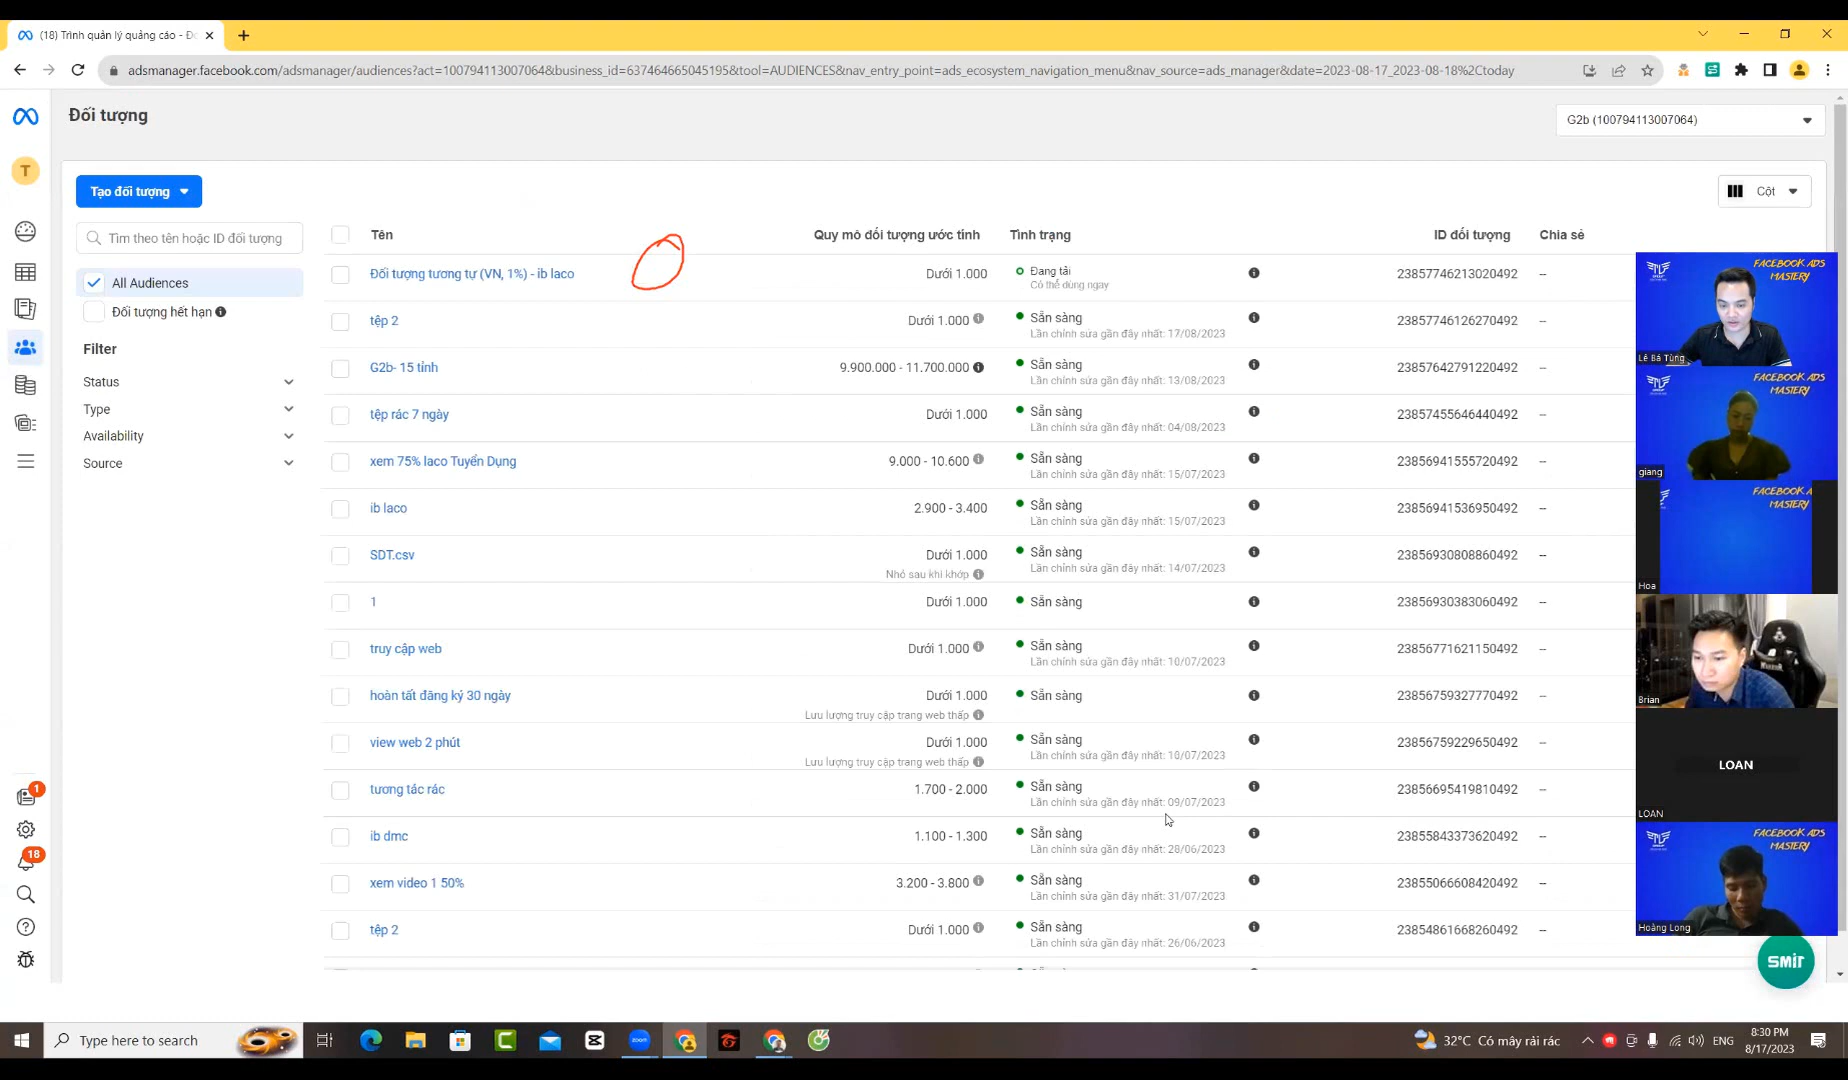 (18) Trình quản lý quảng cáo - Đố
adsmanager.facebook.com/adsmanager/audiences?act=100794113007064&business_id=637464665045195&tool=AUDIENCES&nav_entry_point=ads_ecosystem_navigation_menu&nav_source=ads_manager&date=2023-08-17_2023-08-18%2Ctoday
Đối tượng
G2b (100794113007064)
T
Tạo đối tượng
Cột
Tìm theo tên hoặc ID đối tượng
All Audiences
Đối tượng hết hạn
Filter
Status
Type
Availability
Source
Tên Quy mô đối tượng ước tính Tình trạng ID đối tượng Chia sẻ
Đối tượng tương tự (VN, 1%) - ib laco Dưới 1.000 Đang tải 23857746213020492 --
Có thể dùng ngay
tệp 2 Dưới 1.000 Sẵn sàng 23857746126270492 --
Lần chỉnh sửa gần đây nhất: 17/08/2023
G2b- 15 tỉnh 9.900.000 - 11.700.000 Sẵn sàng 23857642791220492 --
Lần chỉnh sửa gần đây nhất: 13/08/2023
tệp rác 7 ngày Dưới 1.000 Sẵn sàng 23857455646440492 --
Lần chỉnh sửa gần đây nhất: 04/08/2023
xem 75% laco Tuyển Dụng 9.000 - 10.600 Sẵn sàng 23856941555720492 --
Lần chỉnh sửa gần đây nhất: 15/07/2023
ib laco 2.900 - 3.400 Sẵn sàng 23856941536950492 --
Lần chỉnh sửa gần đây nhất: 15/07/2023
SDT.csv Dưới 1.000 Sẵn sàng 23856930808860492 --
Nhỏ sau khi khớp Lần chỉnh sửa gần đây nhất: 14/07/2023
1 Dưới 1.000 Sẵn sàng 23856930383060492 --
truy cập web Dưới 1.000 Sẵn sàng 23856771621150492 --
Lần chỉnh sửa gần đây nhất: 10/07/2023
hoàn tất đăng ký 30 ngày Dưới 1.000 Sẵn sàng 23856759327770492 --
Lưu lượng truy cập trang web thấp
view web 2 phút Dưới 1.000 Sẵn sàng 23856759229650492 --
Lưu lượng truy cập trang web thấp Lần chỉnh sửa gần đây nhất: 10/07/2023
tương tác rác 1.700 - 2.000 Sẵn sàng 23856695419810492 --
Lần chỉnh sửa gần đây nhất: 09/07/2023
ib dmc 1.100 - 1.300 Sẵn sàng 23855843373620492 --
Lần chỉnh sửa gần đây nhất: 28/06/2023
xem video 1 50% 3.200 - 3.800 Sẵn sàng 23855066608420492 --
Lần chỉnh sửa gần đây nhất: 31/07/2023
tệp 2 Dưới 1.000 Sẵn sàng 23854861668260492 --
Lần chỉnh sửa gần đây nhất: 26/06/2023
1
18
FACEBOOK ADS
MASTERY
Lê Bá Tùng
FACEBOOK ADS
MASTERY
giang
FACEBOOK A
MASTERY
Hoa
Brian
LOAN
LOAN
FACEBOOK ADS
MASTERY
Hoàng Long
SMIT
Type here to search
zoom
32°C Có mây rải rác
ENG
8:30 PM
8/17/2023